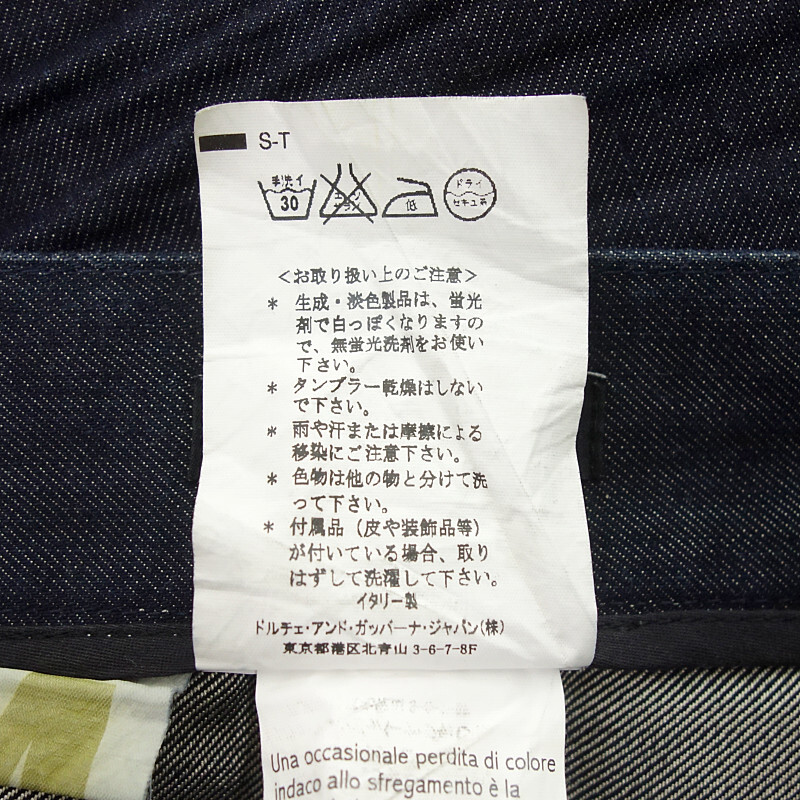 S-T
手洗イ
30
エンソ
サラシ
低
ドライ
セキユ系
<お取り扱い上のご注意>
* 生成・淡色製品は、蛍光
剤で白っぽくなりますの
で、無蛍光洗剤をお使い
下さい。
* タンブラー乾燥はしない
で下さい。
* 雨や汗または摩擦による
移染にご注意下さい。
* 色物は他の物と分けて洗
って下さい。
* 付属品(皮や装飾品等)
が付いている場合、取り
はずして洗濯して下さい。
イタリー製
ドルチェ・アンド・ガッバーナ・ジャパン(株)
東京都港区北青山 3-6-7-8F
Una occasionale perdita di colore
indaco allo sfregamento è la